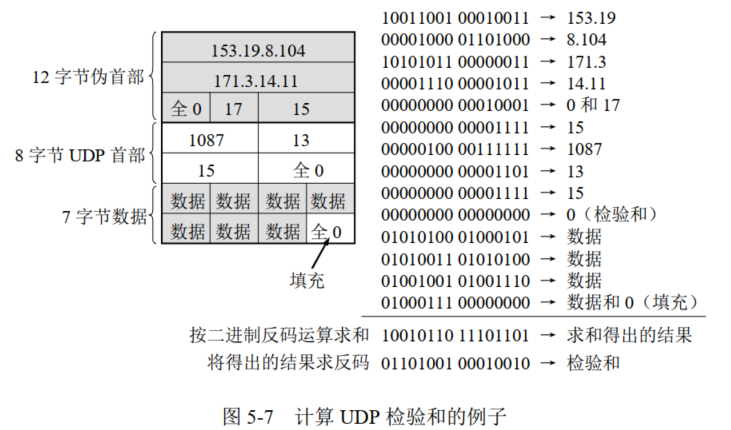 10011001 00010011 → 153.19
00001000 01101000 → 8.104
10101011 00000011 → 171.3
00001110 00001011 → 14.11
00000000 00010001 → 0 和 17
00000000 00001111 → 15
00000100 00111111 → 1087
00000000 00001101 → 13
00000000 00001111 → 15
00000000 00000000 → 0（检验和）
01010100 01000101 → 数据
01010011 01010100 → 数据
01001001 01001110 → 数据
01000111 00000000 → 数据和 0（填充）
按二进制反码运算求和 10010110 11101101 → 求和得出的结果
将得出的结果求反码 01101001 00010010 → 检验和
12 字节伪首部
153.19.8.104
171.3.14.11
全 0 17 15
8 字节 UDP 首部
1087 13
15 全 0
7 字节数据
数据 数据 数据 数据
数据 数据 数据 全 0
填充
图 5-7 计算 UDP 检验和的例子